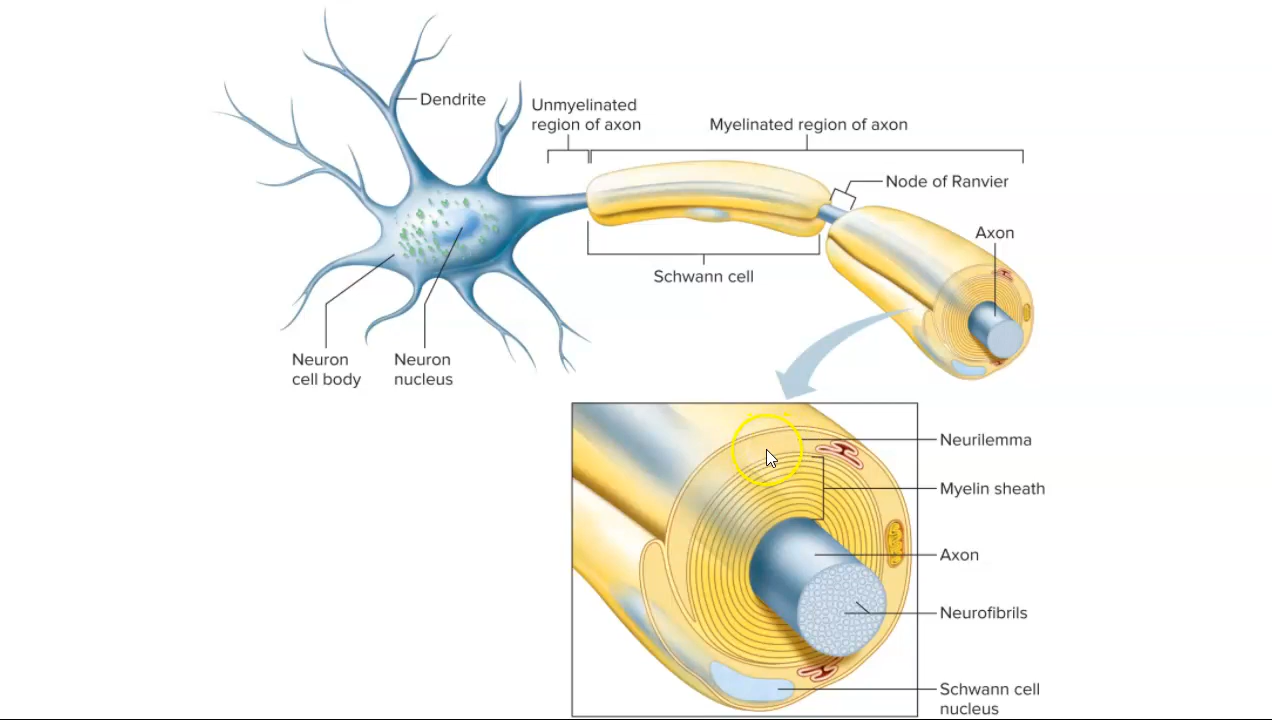 Dendrite
Unmyelinated
region of axon
Myelinated region of axon
Node of Ranvier
Axon
Schwann cell
Neuron
cell body
Neuron
nucleus
Neurilemma
Myelin sheath
Axon
Neurofibrils
Schwann cell
nucleus